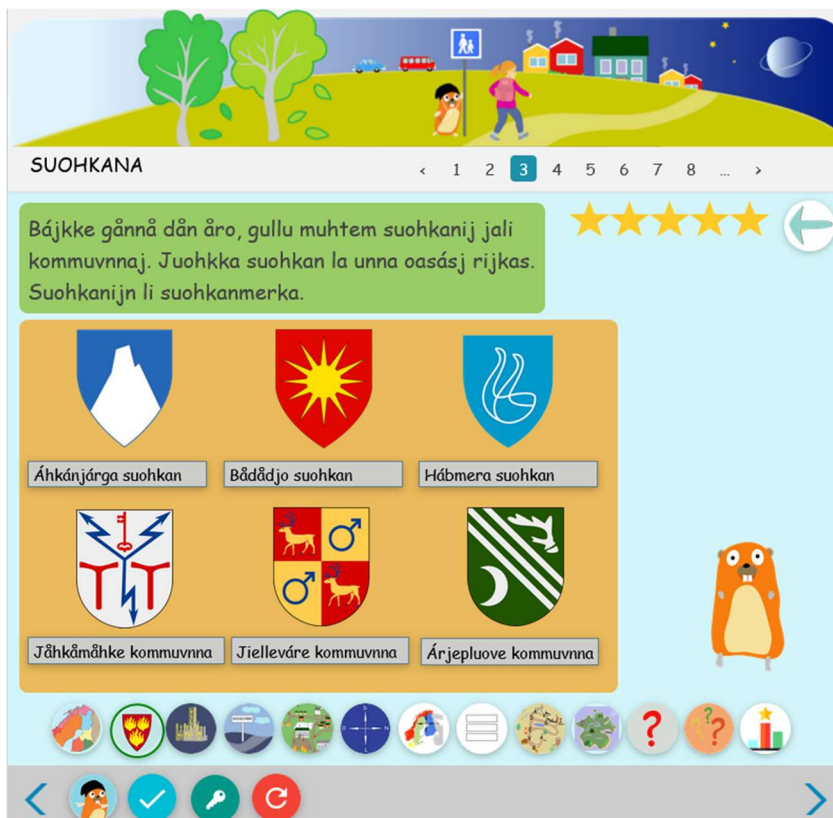 SUOHKANA
‹ 1 2 3 4 5 6 7 8 ... ›
Bájkke gånnå dån åro, gullu muhtem suohkanij jali
kommuvnnaj. Juohkka suohkan la unna oasásj rijkas.
Suohkanijn li suohkanmerka.
Áhkánjárga suohkan
Bådådjo suohkan
Hábmera suohkan
Jåhkåmåhke kommuvnna
Jielleváre kommuvnna
Árjepluove kommuvnna